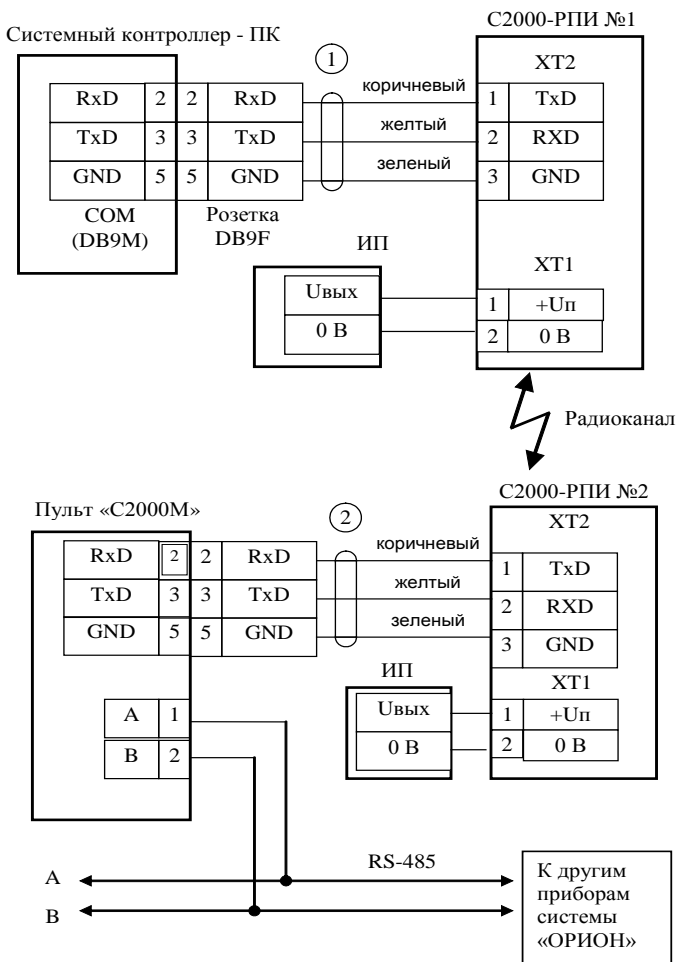 С2000-РПИ №1
Системный контроллер - ПК
1
XT2
коричневый
RxD 2 2 RxD 1 TxD
желтый
TxD 3 3 TxD 2 RXD
зеленый
GND 5 5 GND 3 GND
COM
(DB9M)
Розетка
DB9F
ИП
XT1
Uвых 1 +Uп
0 В 2 0 В
Радиоканал
С2000-РПИ №2
Пульт «С2000М»
2
XT2
коричневый
RxD 2 2 RxD 1 TxD
желтый
TxD 3 3 TxD 2 RXD
зеленый
GND 5 5 GND 3 GND
ИП
XT1
A 1
Uвых 1 +Uп
B 2
0 В 2 0 В
RS-485
A
B
К другим
приборам
системы
«ОРИОН»